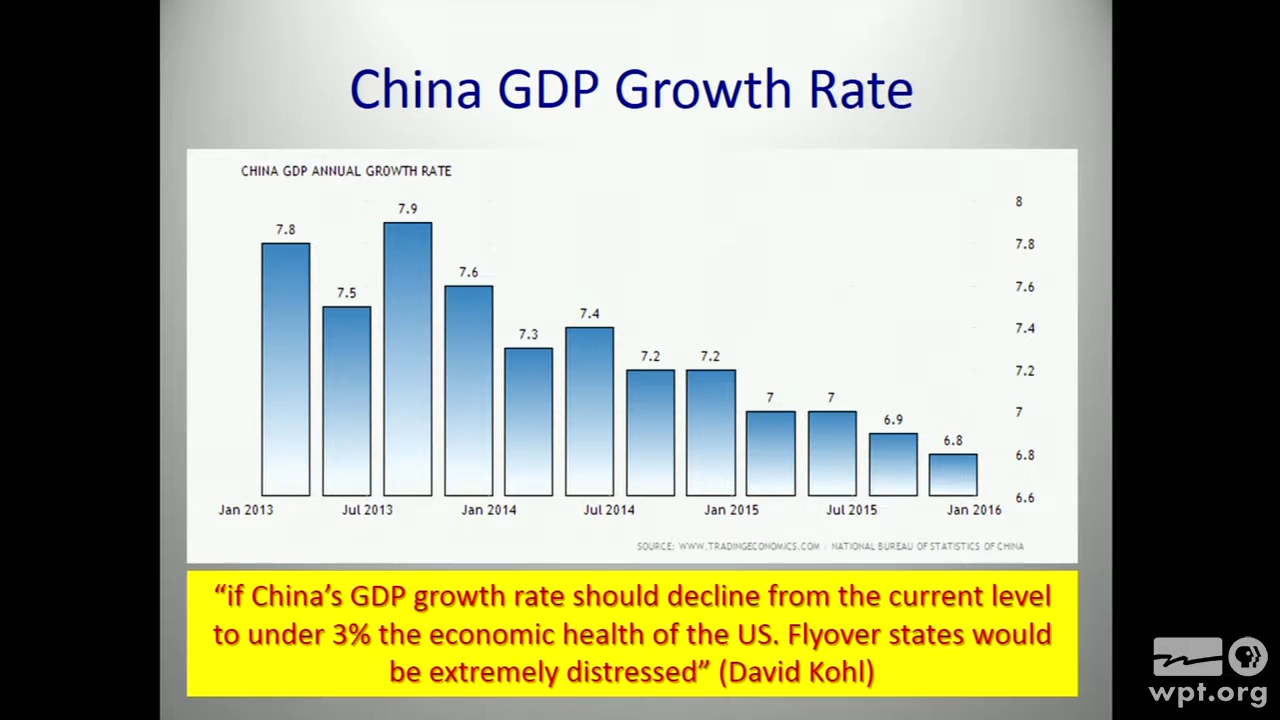 China GDP Growth Rate
CHINA GDP ANNUAL GROWTH RATE
7.8
7.5
7.9
7.6
7.3
7.4
7.2
7.2
7
7
6.9
6.8
8
7.8
7.6
7.4
7.2
7
6.8
6.6
Jan 2013
Jul 2013
Jan 2014
Jul 2014
Jan 2015
Jul 2015
Jan 2016
SOURCE: WWW.TRADINGECONOMICS.COM | NATIONAL BUREAU OF STATISTICS OF CHINA
“if China’s GDP growth rate should decline from the current level
to under 3% the economic health of the US. Flyover states would
be extremely distressed” (David Kohl)
wpt.org